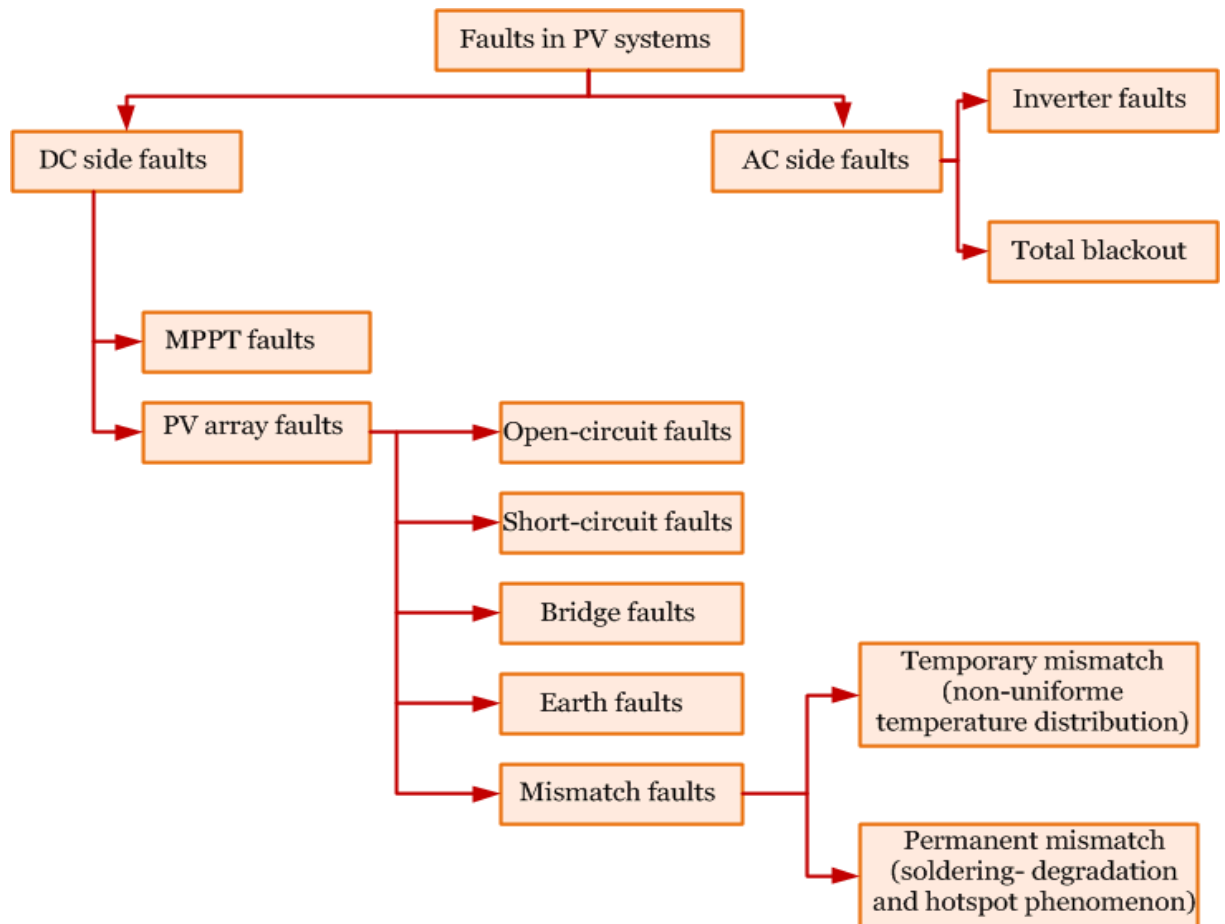 Faults in PV systems
Inverter faults
DC side faults
AC side faults
Total blackout
MPPT faults
PV array faults
Open-circuit faults
Short-circuit faults
Bridge faults
Earth faults
Mismatch faults
Temporary mismatch
(non-uniforme
temperature distribution)
Permanent mismatch
(soldering- degradation
and hotspot phenomenon)